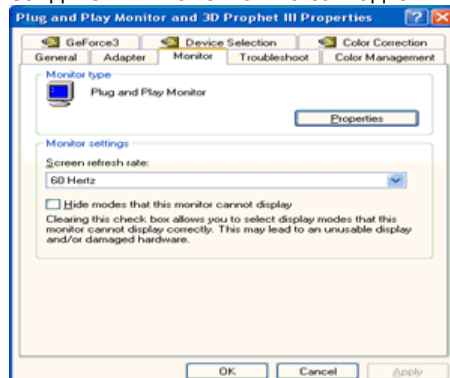 Plug and Play Monitor and 3D Prophet III Properties
GeForce3 Device Selection Color Correction
General Adapter Monitor Troubleshoot Color Management
Monitor type
Plug and Play Monitor
Properties
Monitor settings
Screen refresh rate:
60 Hertz
Hide modes that this monitor cannot display
Clearing this check box allows you to select display modes that this
monitor cannot display correctly. This may lead to an unusable display
and/or damaged hardware.
OK Cancel Apply